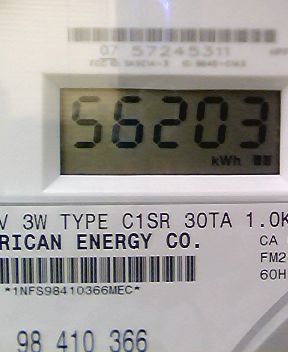 07 57245311
56203
kWh
V 3W TYPE C1SR 30TA 1.0K
RICAN ENERGY CO.
CA
FM2
60H
*1NFS98410366MEC*
98 410 366